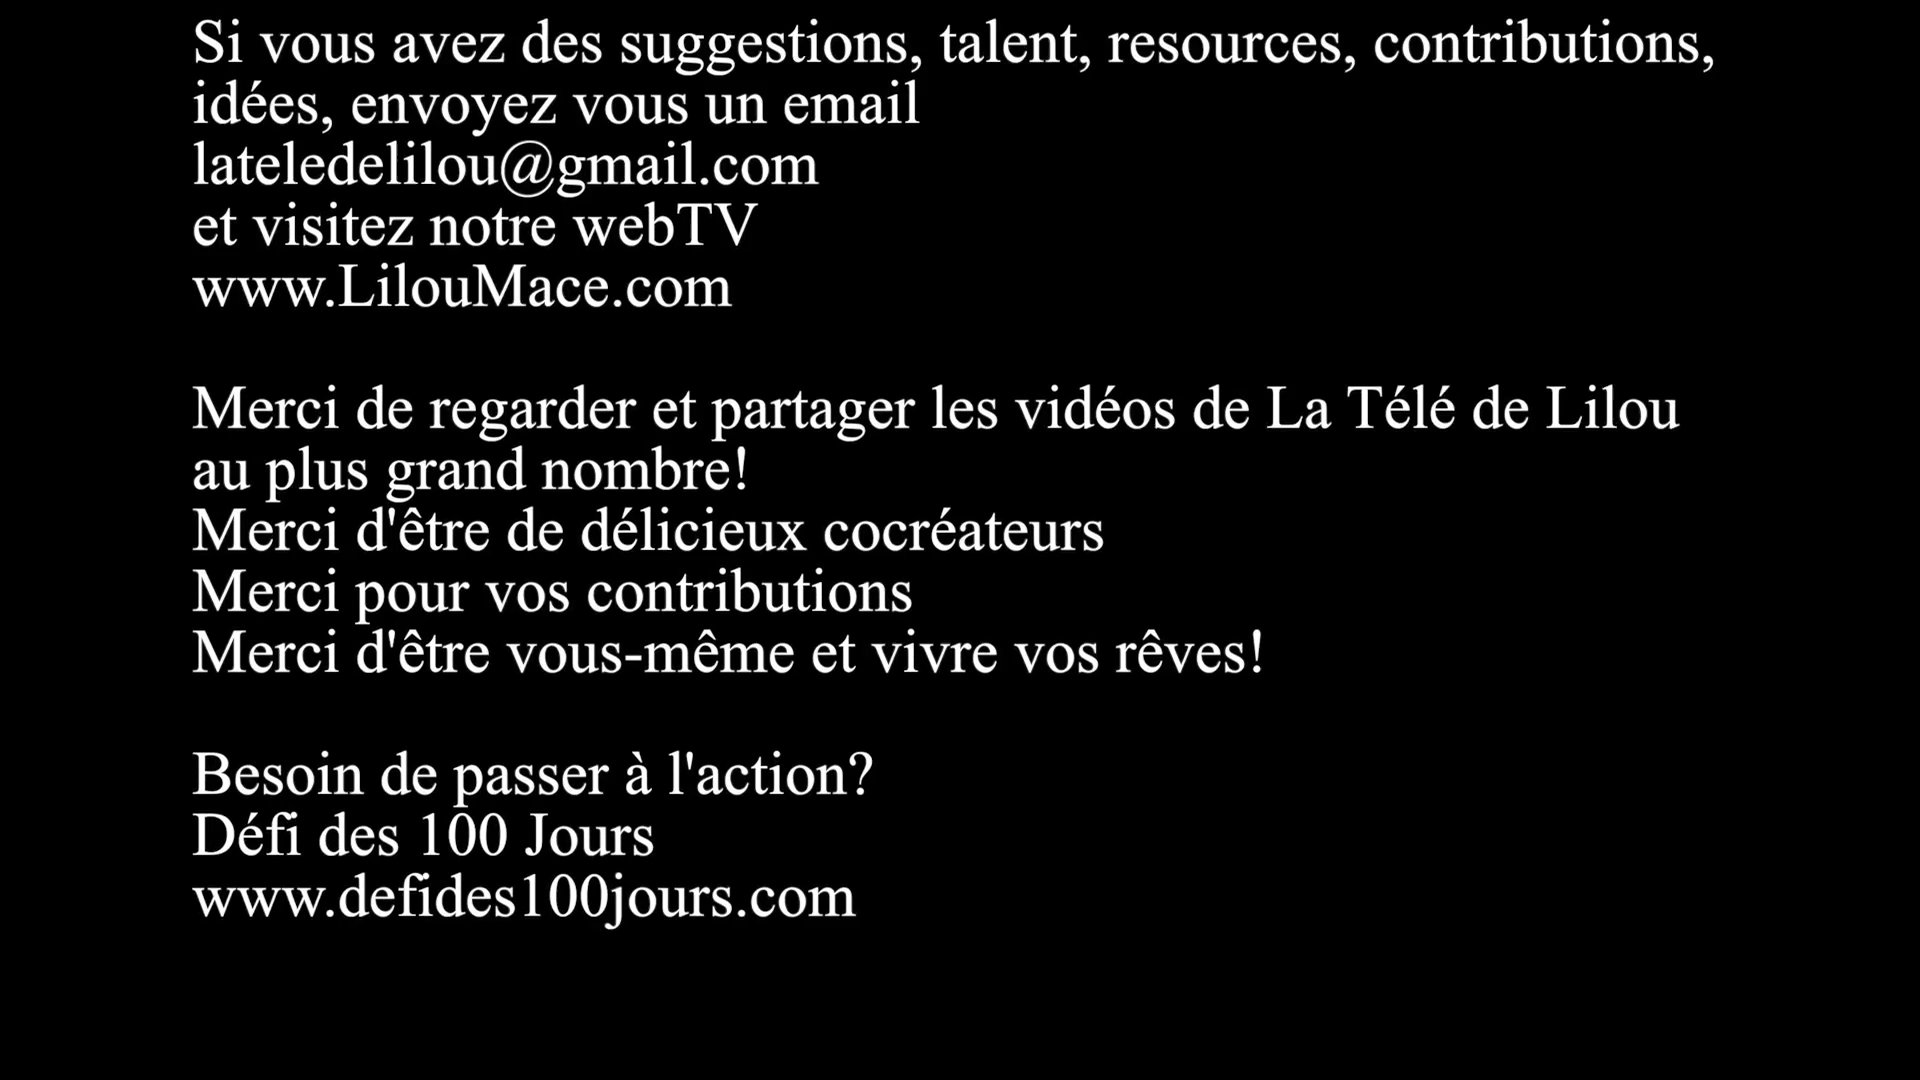 Si vous avez des suggestions, talent, resources, contributions,
idées, envoyez vous un email
lateledelilou@gmail.com
et visitez notre webTV
www.LilouMace.com
Merci de regarder et partager les vidéos de La Télé de Lilou
au plus grand nombre!
Merci d'être de délicieux cocréateurs
Merci pour vos contributions
Merci d'être vous-même et vivre vos rêves!
Besoin de passer à l'action?
Défi des 100 Jours
www.defides100jours.com